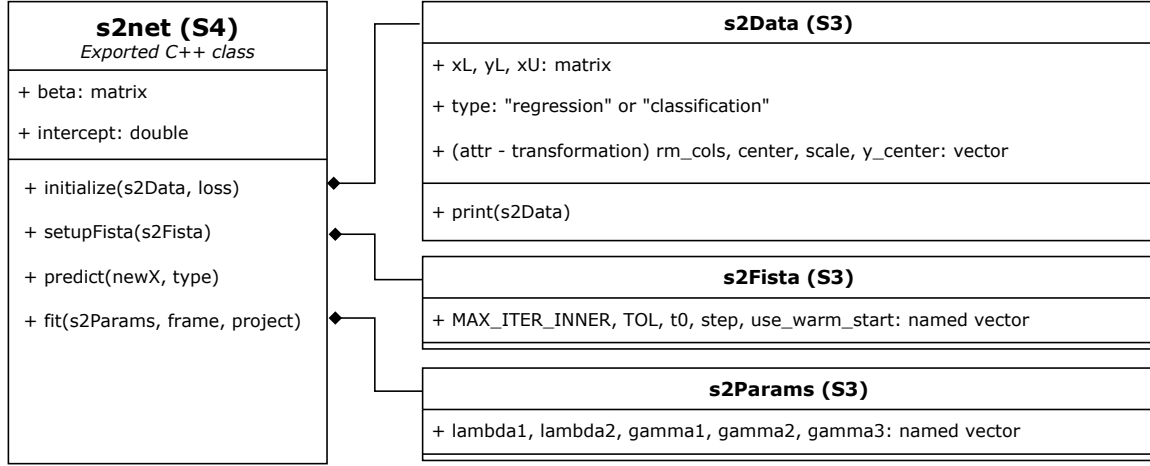 s2net (S4)
Exported C++ class
+ beta: matrix
+ intercept: double
+ initialize(s2Data, loss)
+ setupFista(s2Fista)
+ predict(newX, type)
+ fit(s2Params, frame, project)
s2Data (S3)
+ xL, yL, xU: matrix
+ type: "regression" or "classification"
+ (attr - transformation) rm_cols, center, scale, y_center: vector
+ print(s2Data)
s2Fista (S3)
+ MAX_ITER_INNER, TOL, t0, step, use_warm_start: named vector
s2Params (S3)
+ lambda1, lambda2, gamma1, gamma2, gamma3: named vector